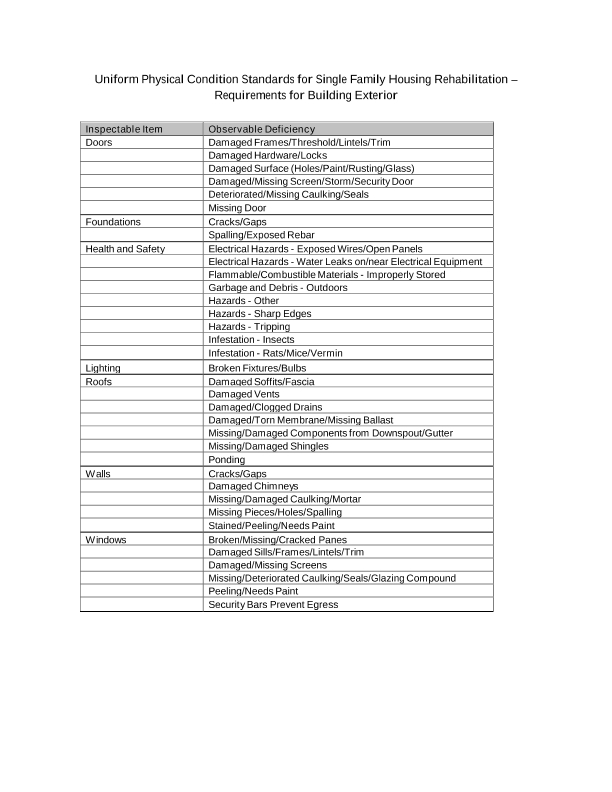 Uniform Physical Condition Standards for Single Family Housing Rehabilitation –
Requirements for Building Exterior
Inspectable Item Observable Deficiency
Doors Damaged Frames/Threshold/Lintels/Trim
Damaged Hardware/Locks
Damaged Surface (Holes/Paint/Rusting/Glass)
Damaged/Missing Screen/Storm/Security Door
Deteriorated/Missing Caulking/Seals
Missing Door
Foundations Cracks/Gaps
Spalling/Exposed Rebar
Health and Safety Electrical Hazards - Exposed Wires/Open Panels
Electrical Hazards - Water Leaks on/near Electrical Equipment
Flammable/Combustible Materials - Improperly Stored
Garbage and Debris - Outdoors
Hazards - Other
Hazards - Sharp Edges
Hazards - Tripping
Infestation - Insects
Infestation - Rats/Mice/Vermin
Lighting Broken Fixtures/Bulbs
Roofs Damaged Soffits/Fascia
Damaged Vents
Damaged/Clogged Drains
Damaged/Torn Membrane/Missing Ballast
Missing/Damaged Components from Downspout/Gutter
Missing/Damaged Shingles
Ponding
Walls Cracks/Gaps
Damaged Chimneys
Missing/Damaged Caulking/Mortar
Missing Pieces/Holes/Spalling
Stained/Peeling/Needs Paint
Windows Broken/Missing/Cracked Panes
Damaged Sills/Frames/Lintels/Trim
Damaged/Missing Screens
Missing/Deteriorated Caulking/Seals/Glazing Compound
Peeling/Needs Paint
Security Bars Prevent Egress